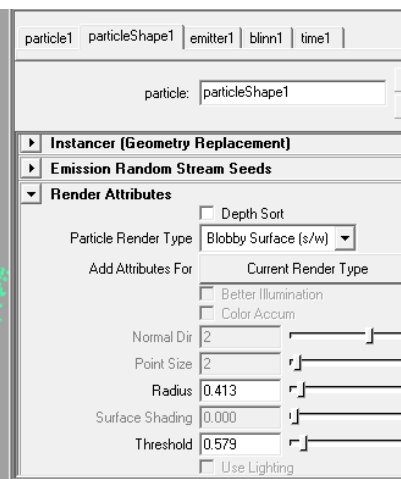 particle1 particleShape1 emitter1 blinn1 time1
particle: particleShape1
Instancer (Geometry Replacement)
Emission Random Stream Seeds
Render Attributes
Depth Sort
Particle Render Type Blobby Surface (s/w)
Add Attributes For Current Render Type
Better Illumination
Color Accum
Normal Dir 2
Point Size 2
Radius 0.413
Surface Shading 0.000
Threshold 0.579
Use Lighting